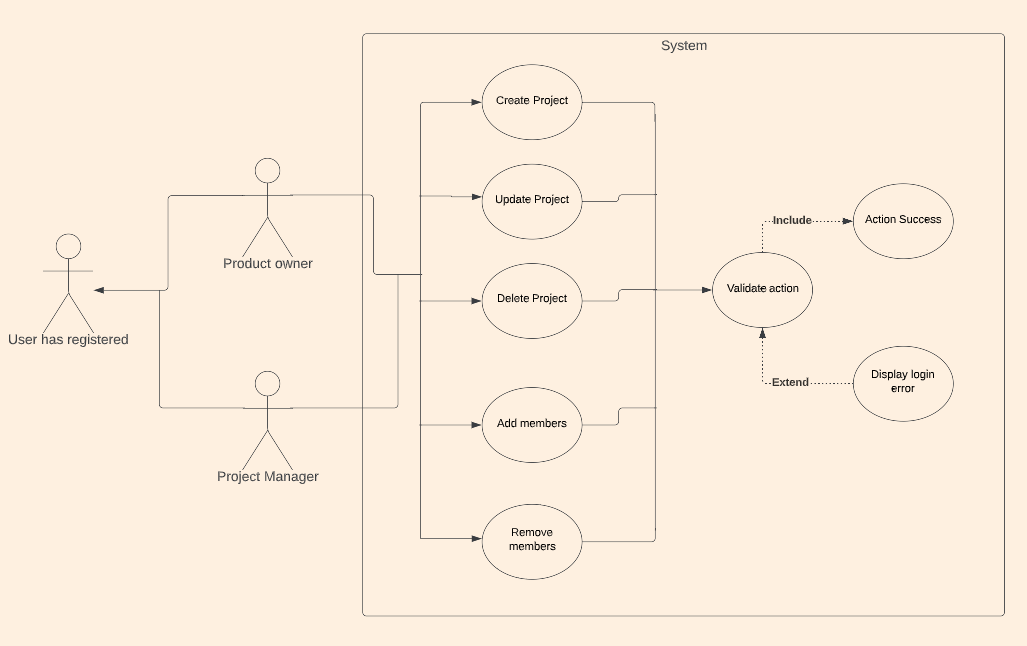 System
Create Project
Update Project
Product owner
Action Success
Include
User has registered
Delete Project
Validate action
Extend
Display login
error
Add members
Project Manager
Remove
members